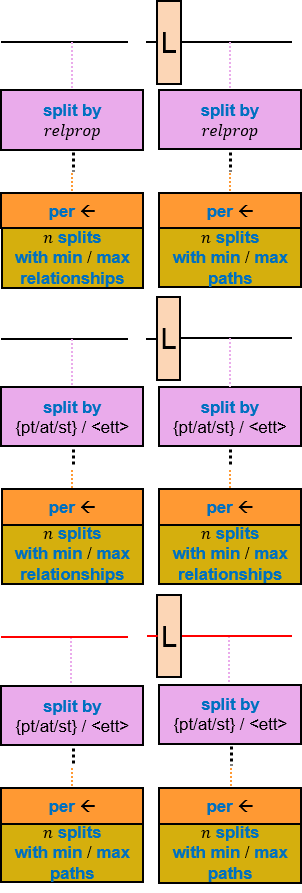 L
split by
relprop
split by
relprop
per ←
n splits
with min / max
relationships
per ←
n splits
with min / max
paths
L
split by
{pt/at/st} / <ett>
split by
{pt/at/st} / <ett>
per ←
n splits
with min / max
relationships
per ←
n splits
with min / max
relationships
L
split by
{pt/at/st} / <ett>
split by
{pt/at/st} / <ett>
per ←
n splits
with min / max
paths
per ←
n splits
with min / max
paths